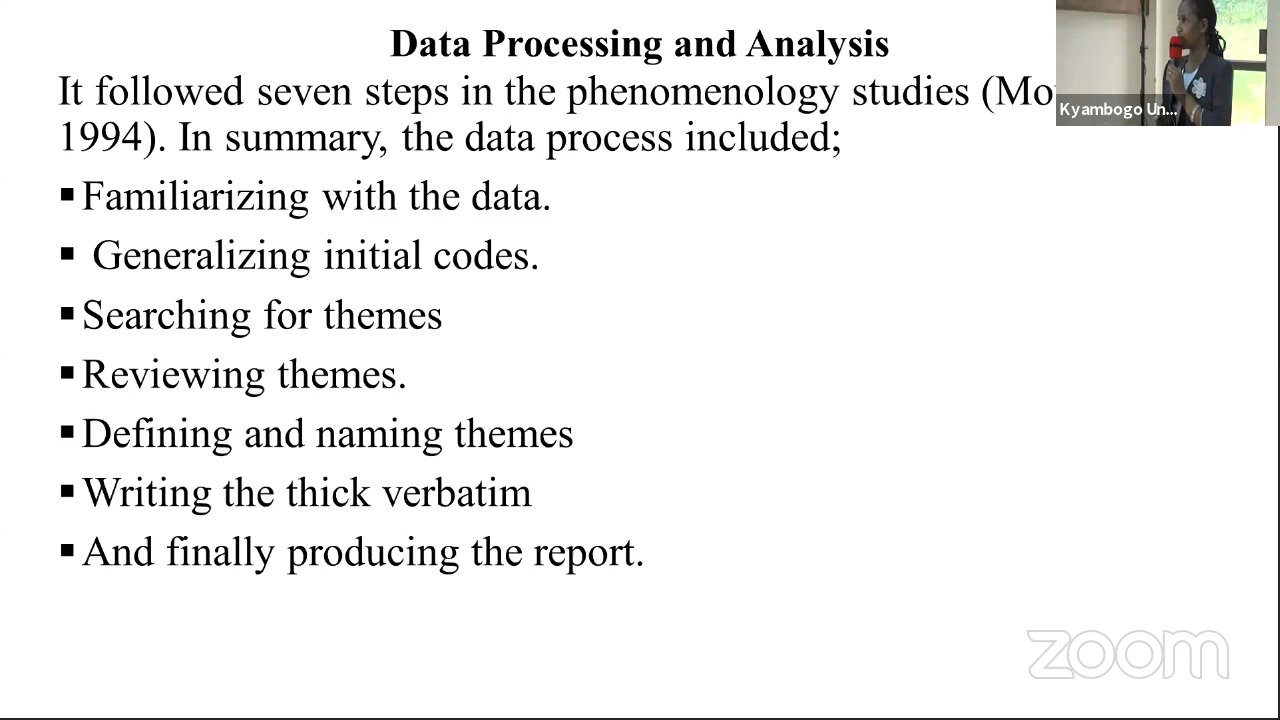 Data Processing and Analysis
It followed seven steps in the phenomenology studies
1994). In summary, the data process included;
▪Familiarizing with the data.
▪ Generalizing initial codes.
▪Searching for themes
▪Reviewing themes.
▪Defining and naming themes
▪Writing the thick verbatim
▪And finally producing the report.
Kyambogo Un...
zoom